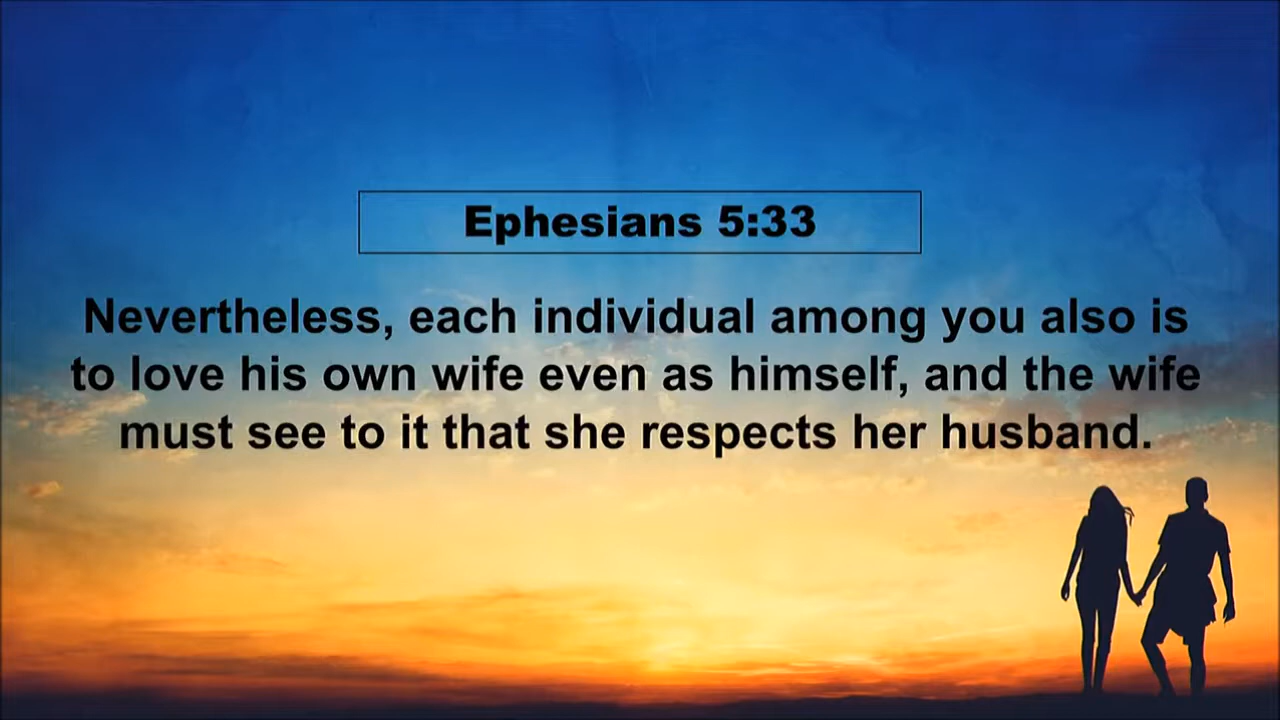 Ephesians 5:33
Nevertheless, each individual among you also is
to love his own wife even as himself, and the wife
must see to it that she respects her husband.